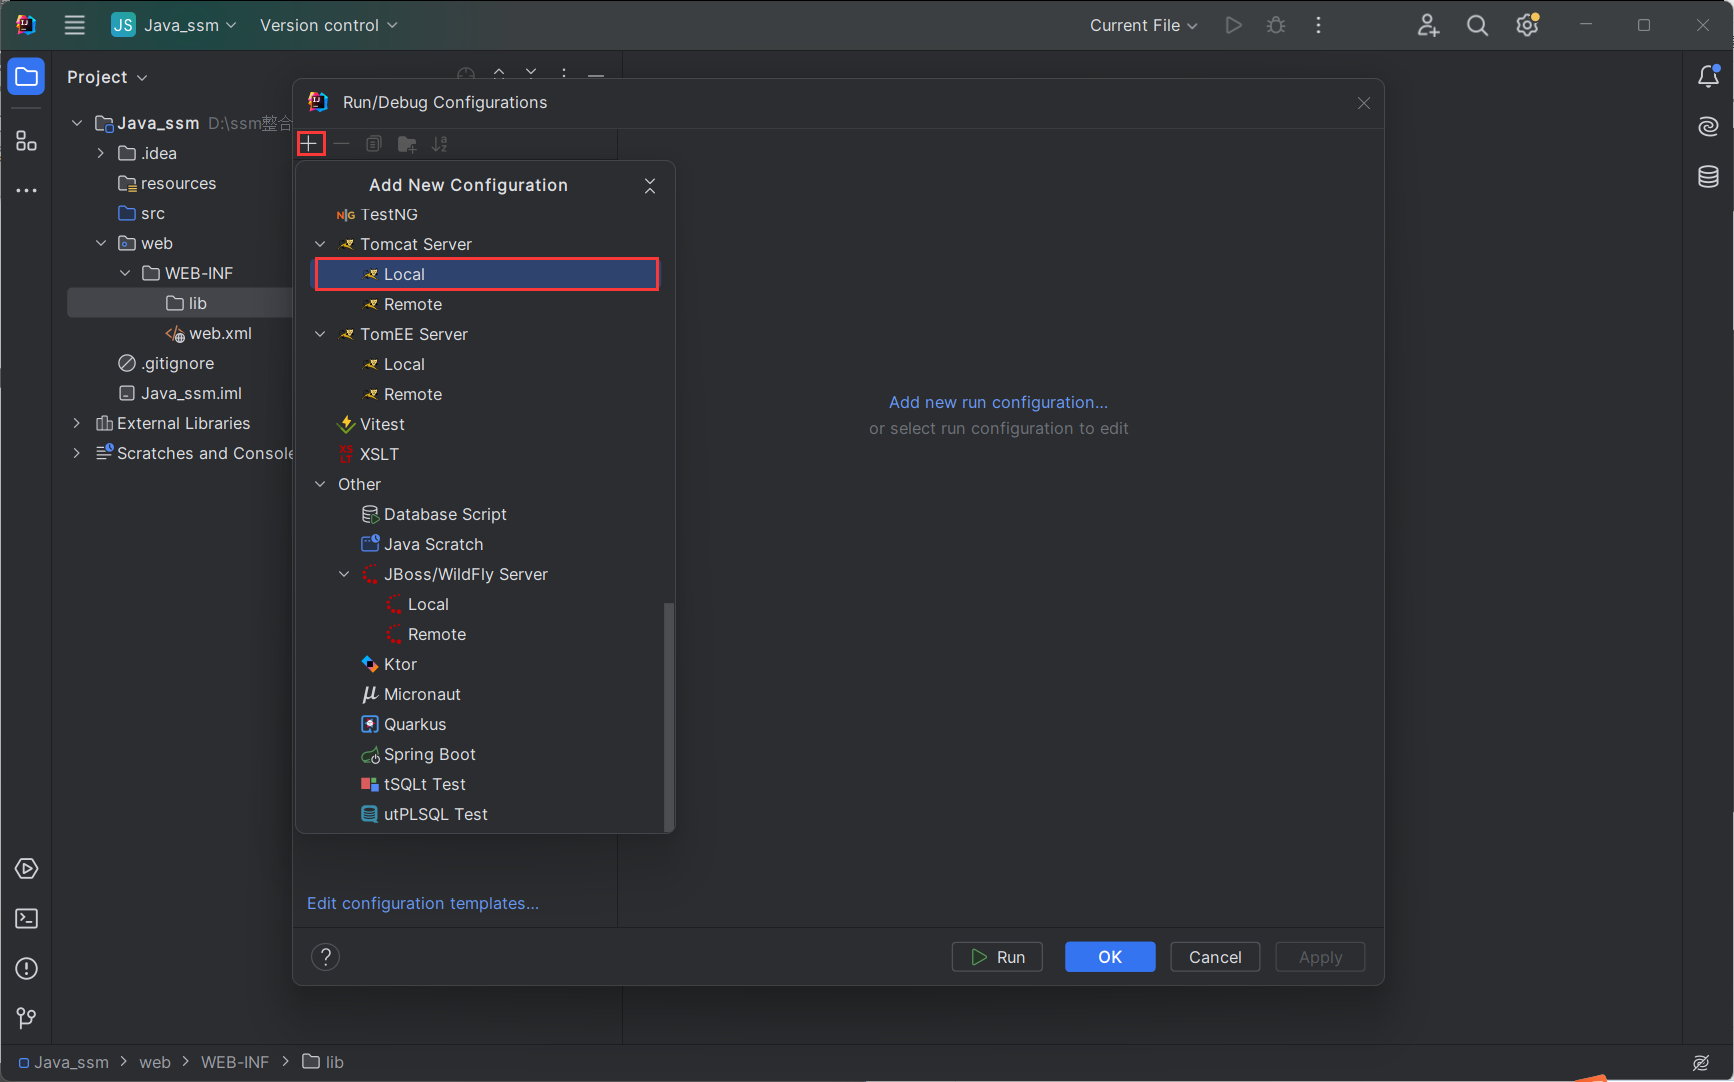 JS Java_ssm Version control Current File
Project
Java_ssm D:\ssm整合
.idea
resources
src
web
WEB-INF
lib
web.xml
.gitignore
Java_ssm.iml
External Libraries
Scratches and Console
Run/Debug Configurations
Add New Configuration
TestNG
Tomcat Server
Local
Remote
TomEE Server
Local
Remote
Vitest
XSLT
Other
Database Script
Java Scratch
JBoss/WildFly Server
Local
Remote
Ktor
Micronaut
Quarkus
Spring Boot
tSQLt Test
utPLSQL Test
Add new run configuration...
or select run configuration to edit
Edit configuration templates...
? Run OK Cancel Apply
Java_ssm > web > WEB-INF > lib